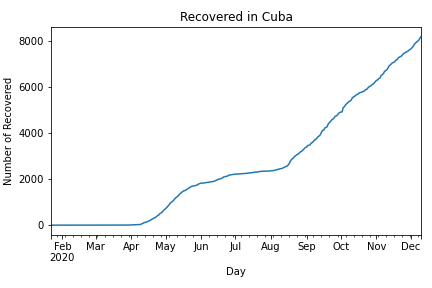 Recovered in Cuba
Number of Recovered
8000
6000
4000
2000
0
Feb Mar Apr May Jun Jul Aug Sep Oct Nov Dec
2020
Day